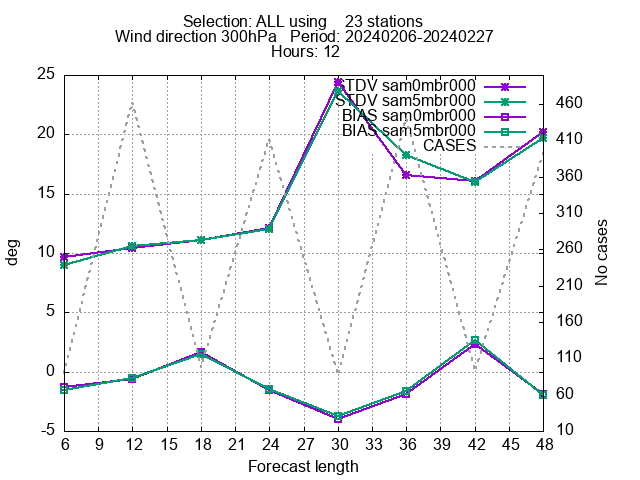 Selection: ALL using    23 stations
Wind direction 300hPa   Period: 20240206-20240227
Hours: 12
STDV sam0mbr000
STDV sam5mbr000
BIAS sam0mbr000
BIAS sam5mbr000
CASES
25
20
15
10
5
0
-5
deg
460
410
360
310
260
210
160
110
60
10
No cases
6 9 12 15 18 21 24 27 30 33 36 39 42 45 48
Forecast length